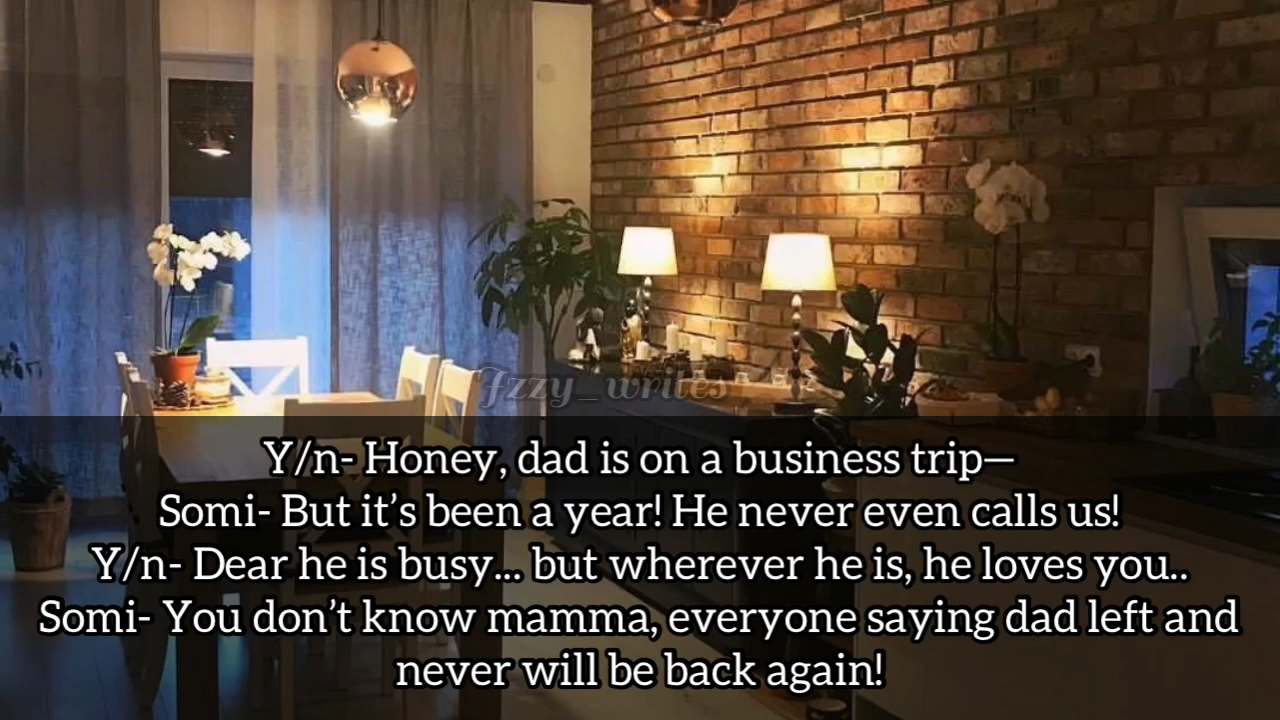 Jzzy_writes
Y/n- Honey, dad is on a business trip—
Somi- But it’s been a year! He never even calls us!
Y/n- Dear he is busy... but wherever he is, he loves you..
Somi- You don’t know mamma, everyone saying dad left and
never will be back again!